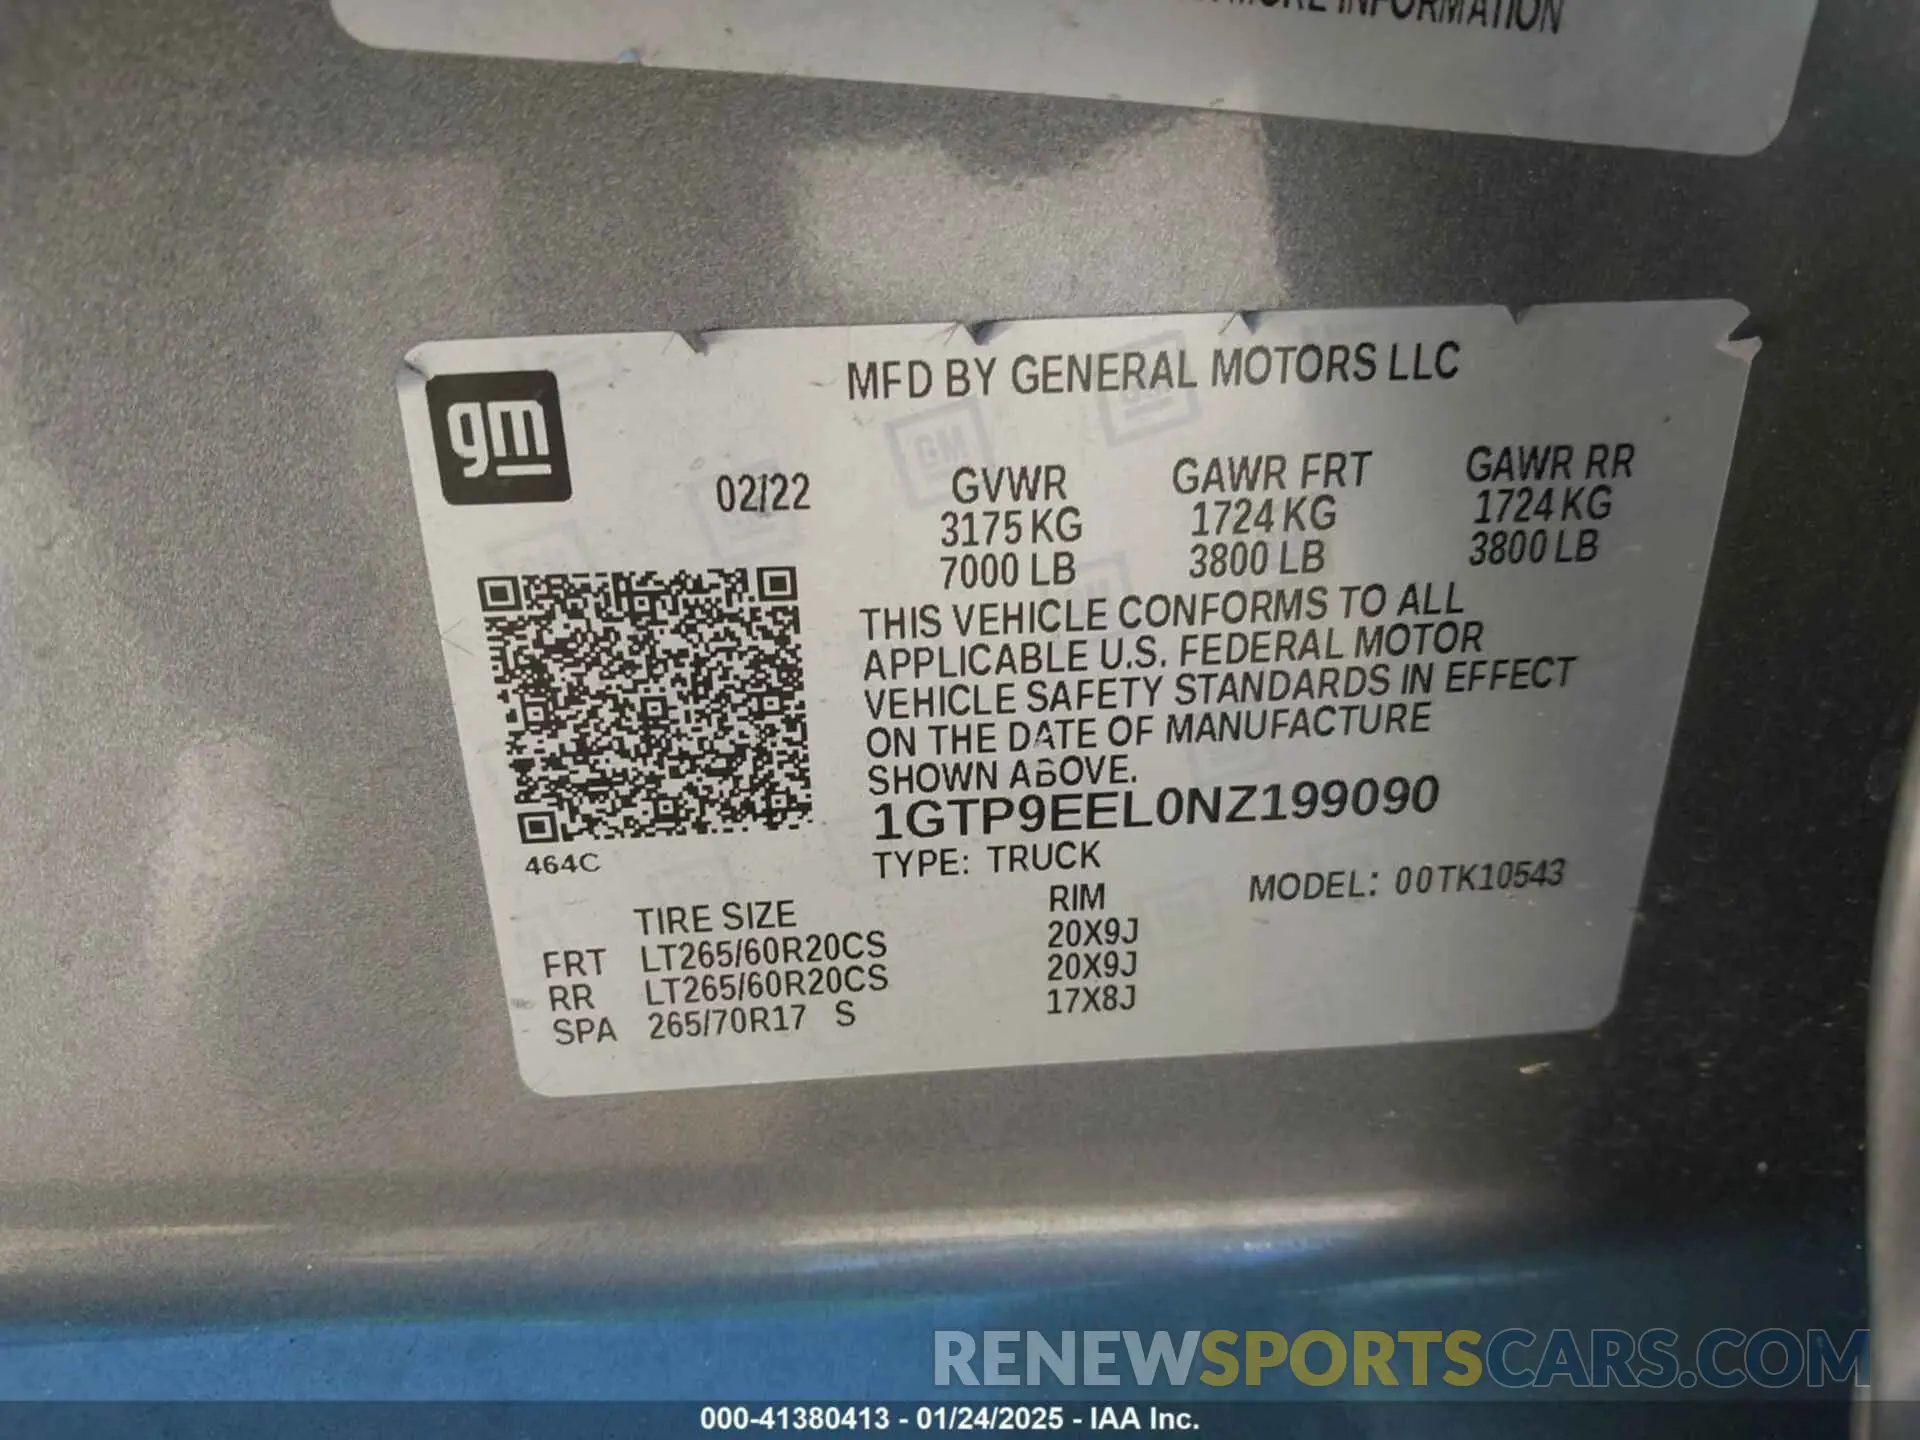 MORE INFORMATION
MFD BY GENERAL MOTORS LLC
gm
02/22
GVWR GAWR FRT GAWR RR
3175 KG 1724 KG 1724 KG
7000 LB 3800 LB 3800 LB
THIS VEHICLE CONFORMS TO ALL
APPLICABLE U.S. FEDERAL MOTOR
VEHICLE SAFETY STANDARDS IN EFFECT
ON THE DATE OF MANUFACTURE
SHOWN ABOVE.
1GTP9EEL0NZ199090
464C
TYPE: TRUCK
MODEL: 00TK10543
TIRE SIZE RIM
FRT LT265/60R20CS 20X9J
RR LT265/60R20CS 20X9J
SPA 265/70R17 S 17X8J
RENEWSPORTSCARS.COM
000-41380413 - 01/24/2025 - IAA Inc.